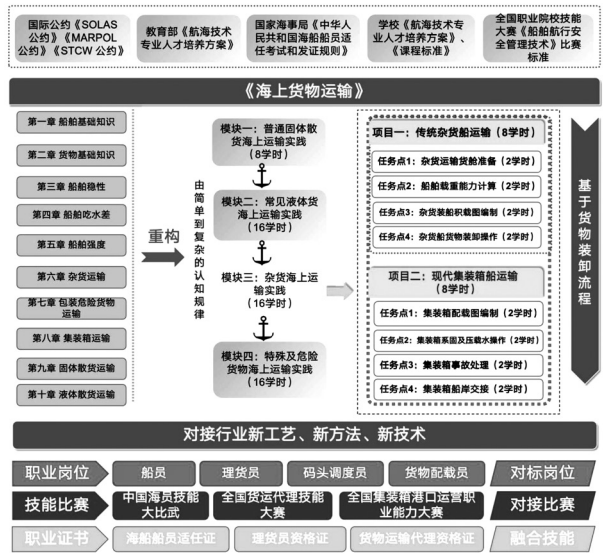 国际公约《SOLAS
公约》《MARPOL
公约》《STCW 公约》
教育部《航海技术
专业人才培养方案》
国家海事局《中华人
民共和国海船船员适
任考试和发证规则》
学校《航海技术专
业人才培养方案》、
《课程标准》
全国职业院校技能
大赛《船舶航行安
全管理技术》比赛
标准
《海上货物运输》
第一章 船舶基础知识
第二章 货物基础知识
第三章 船舶稳性
第四章 船舶吃水差
第五章 船舶强度
第六章 杂货运输
第七章 包装危险货物
运输
第八章 集装箱运输
第九章 固体散货运输
第十章 液体散货运输
重构
由简单到复杂的认知规律
模块一：普通固体散
货海上运输实践
（8学时）
模块二：常见液体货
海上运输实践
（16学时）
模块三：杂货海上运
输实践
（16学时）
模块四：特殊及危险
货物海上运输实践
（16学时）
项目一：传统杂货船运输（8学时）
任务点1：杂货运输货舱准备（2学时）
任务点2：船舶载重能力计算（2学时）
任务点3：杂货装船积载图编制（2学时）
任务点4：杂货船货物装卸操作（2学时）
项目二：现代集装箱船运输
（8学时）
任务点1：集装箱配载图编制（2学时）
任务点2：集装箱系固及压载水操作（2学时）
任务点3：集装箱事故处理（2学时）
任务点4：集装箱船岸交接（2学时）
基于货物装卸流程
对接行业新工艺、新方法、新技术
职业岗位
船员
理货员
码头调度员
货物配载员
对标岗位
技能比赛
中国海员技能
大比武
全国货运代理技能
大赛
全国集装箱港口运营职
业能力大赛
对接比赛
职业证书
海船船员适任证
理货员资格证
货物运输代理资格证
融合技能